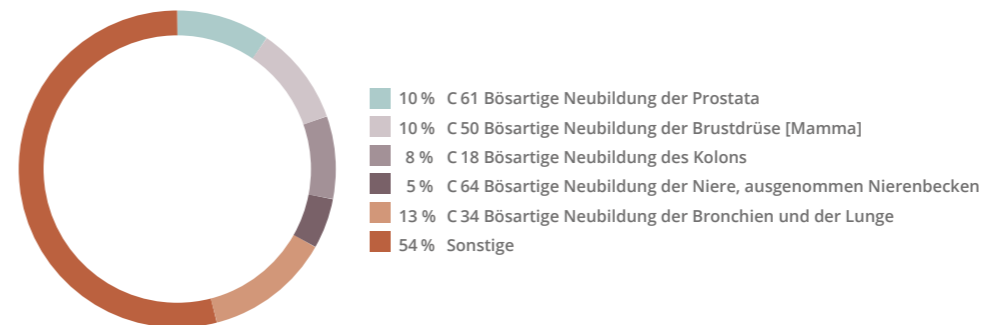 10 % C 61 Bösartige Neubildung der Prostata
10 % C 50 Bösartige Neubildung der Brustdrüse [Mamma]
8 % C 18 Bösartige Neubildung des Kolons
5 % C 64 Bösartige Neubildung der Niere, ausgenommen Nierenbecken
13 % C 34 Bösartige Neubildung der Bronchien und der Lunge
54 % Sonstige